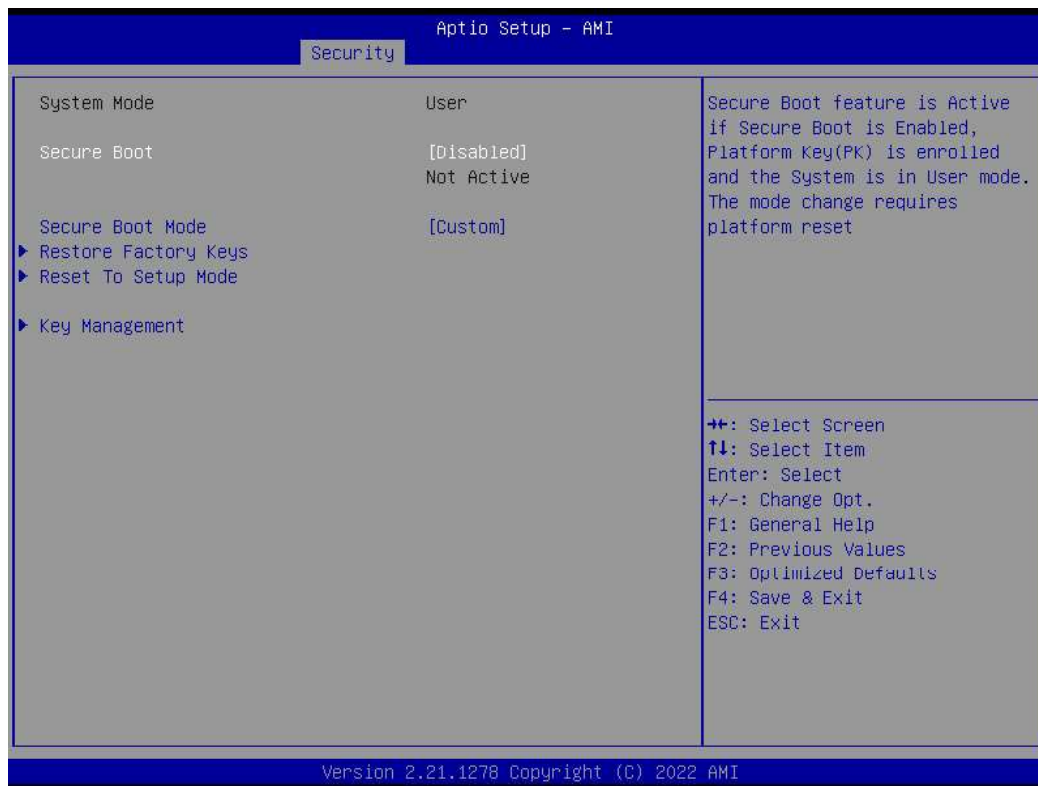 Aptio Setup - AMI
Security
System Mode User
Secure Boot [Disabled]
Not Active
Secure Boot Mode [Custom]
Restore Factory Keys
Reset To Setup Mode
Key Management
Secure Boot feature is Active
if Secure Boot is Enabled,
Platform Key(PK) is enrolled
and the System is in User mode.
The mode change requires
platform reset
→←: Select Screen
↑↓: Select Item
Enter: Select
+/-: Change Opt.
F1: General Help
F2: Previous Values
F3: Optimized Defaults
F4: Save & Exit
ESC: Exit
Version 2.21.1278 Copyright (C) 2022 AMI